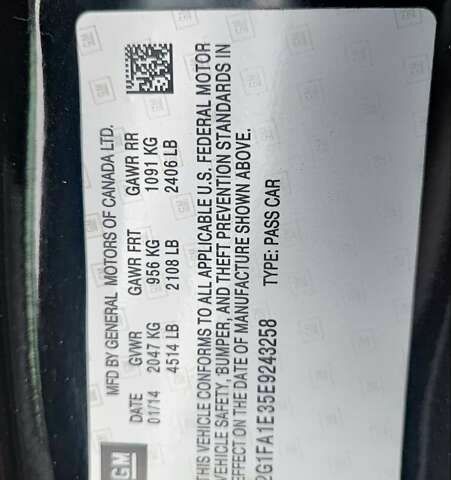 GM
MFD BY GENERAL MOTORS OF CANADA LTD.
DATE GVWR GAWR FRT GAWR RR
01/14 2047 KG 956 KG 1091 KG
4514 LB 2108 LB 2406 LB
THIS VEHICLE CONFORMS TO ALL APPLICABLE U.S. FEDERAL MOTOR
VEHICLE SAFETY, BUMPER, AND THEFT PREVENTION STANDARDS IN
EFFECT ON THE DATE OF MANUFACTURE SHOWN ABOVE.
2G1FA1E35E9243258 TYPE: PASS CAR